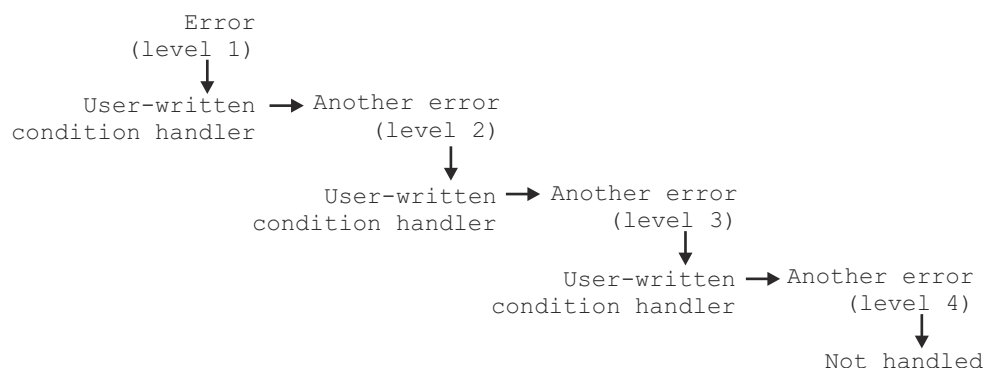 Error
(level 1)
User-written
condition handler
Another error
(level 2)
User-written
condition handler
Another error
(level 3)
User-written
condition handler
Another error
(level 4)
Not handled